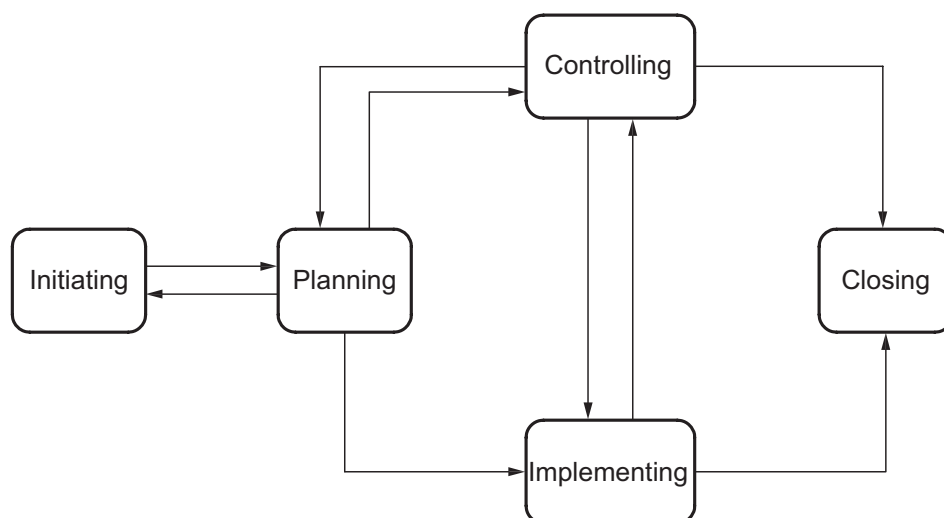 Controlling
Initiating
Planning
Closing
Implementing